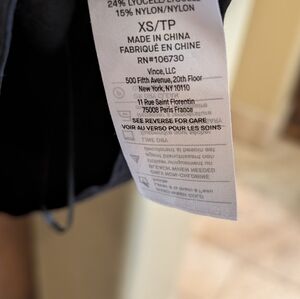 24% LYOCELL/LYOCELL
15% NYLON/NYLON
XS/TP
MADE IN CHINA
FABRIQUÉ EN CHINE
RN#106730
Vince, LLC
500 Fifth Avenue, 20th Floor
New York, NY 10110
11 Rue Saint Florentin
75008 Paris France
SEE REVERSE FOR CARE
VOIR AU VERSO POUR LES SOINS